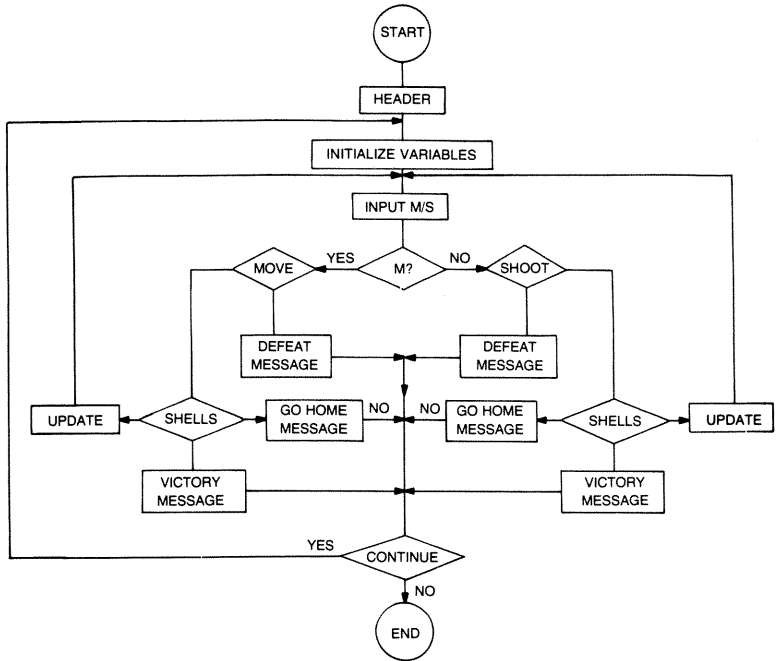 START
HEADER
INITIALIZE VARIABLES
INPUT M/S
MOVE
YES
M?
NO
SHOOT
DEFEAT
MESSAGE
DEFEAT
MESSAGE
UPDATE
SHELLS
GO HOME
MESSAGE
NO
NO
GO HOME
MESSAGE
SHELLS
UPDATE
VICTORY
MESSAGE
VICTORY
MESSAGE
YES
CONTINUE
NO
END